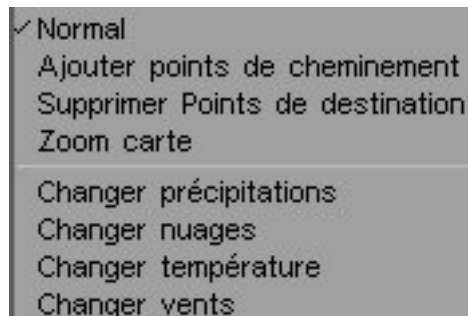 Normal
Ajouter points de cheminement
Supprimer Points de destination
Zoom carte
Changer précipitations
Changer nuages
Changer température
Changer vents